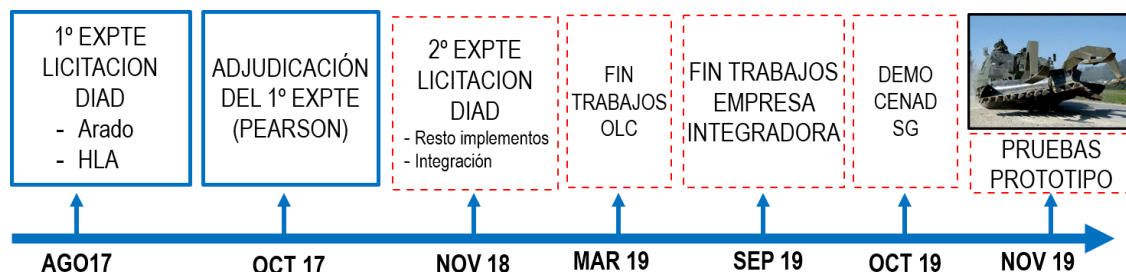 1º EXPTE
LICITACION
DIAD
- Arado
- HLA
ADJUDICACIÓN
DEL 1º EXPTE
(PEARSON)
2º EXPTE
LICITACION
DIAD
- Resto implementos
- Integración
FIN
TRABAJOS
OLC
FIN TRABAJOS
EMPRESA
INTEGRADORA
DEMO
CENAD
SG
PRUEBAS
PROTOTIPO
AGO17
OCT 17
NOV 18
MAR 19
SEP 19
OCT 19
NOV 19